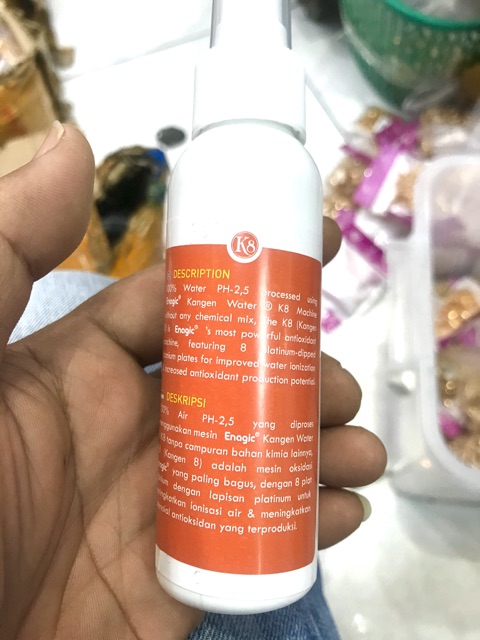 K8
DESCRIPTION
100% Water PH-2,5 processed using
Enagic® Kangen Water ® K8 Machine
without any chemical mix, The K8 (Kangen
is Enagic® 's most powerful antioxidant
machine, featuring 8 platinum-dipped
titanium plates for improved water ionization
increased antioxidant production potential.
DESKRIPSI
100% Air PH-2,5 yang diproses
menggunakan mesin Enagic® Kangen Water
K8 tanpa campuran bahan kimia lainnya,
Kangen 8) adalah mesin oksidasi
Enagic® yang paling bagus, dengan 8 plat
titanium dengan lapisan platinum untuk
meningkatkan ionisasi air & meningkatkan
potensial antioksidan yang terproduksi.